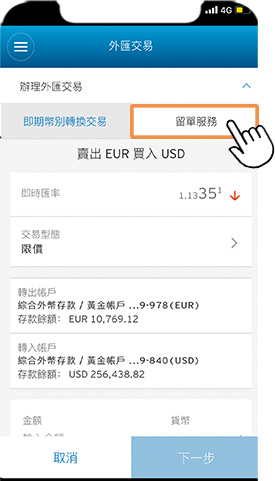 4G
外匯交易
辦理外匯交易
即期幣別轉換交易
留單服務
賣出 EUR 買入 USD
即時匯率
1.1335¹
交易型態
限價
轉出帳戶
綜合外幣存款 / 黃金帳戶 ...9-978(EUR)
存款餘額： EUR 10,769.12
轉入帳戶
綜合外幣存款 / 黃金帳戶 ...9-840(USD)
存款餘額： USD 256,438.82
金額
貨幣
取消
下一步